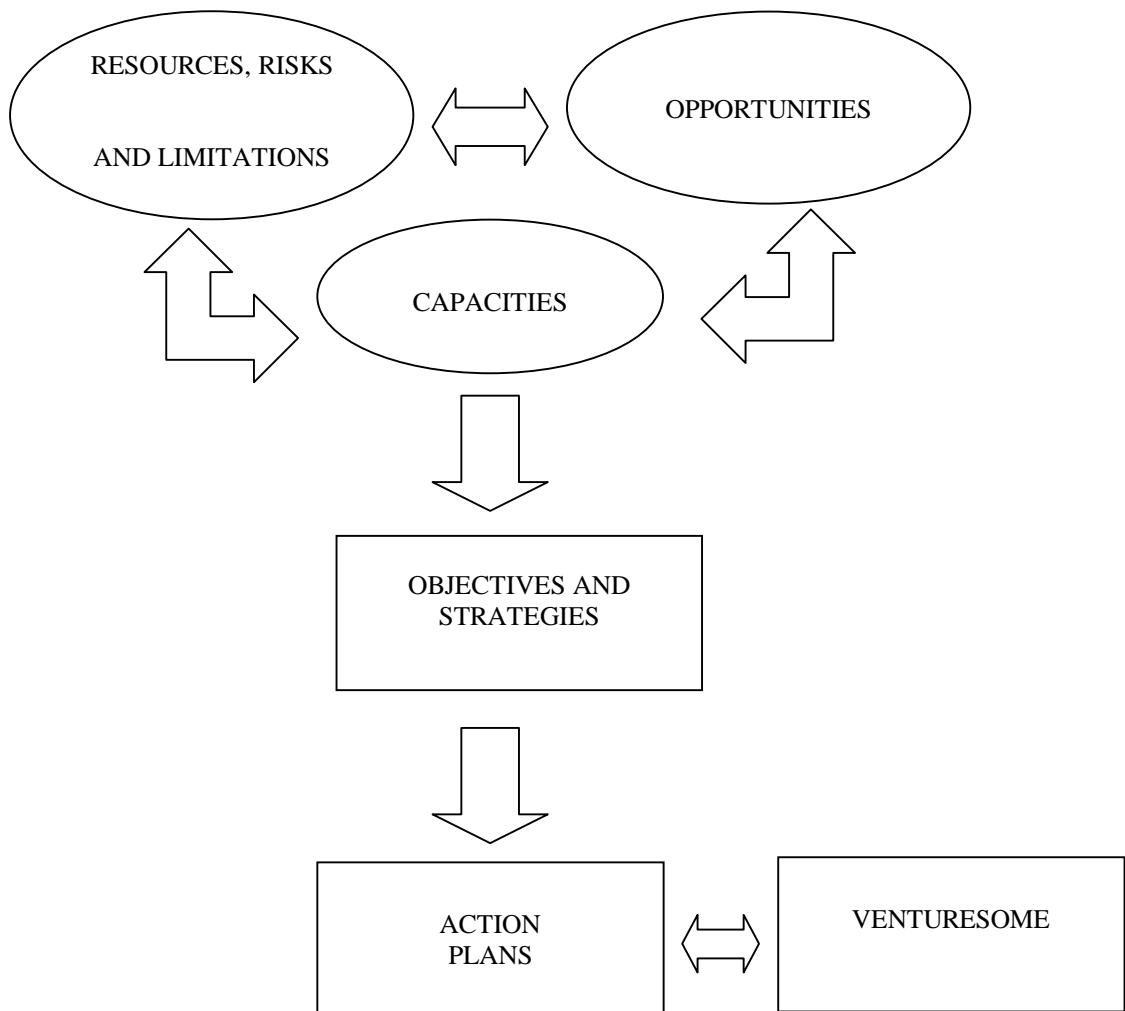 RESOURCES, RISKS
AND LIMITATIONS
OPPORTUNITIES
CAPACITIES
OBJECTIVES AND
STRATEGIES
ACTION
PLANS
VENTURESOME